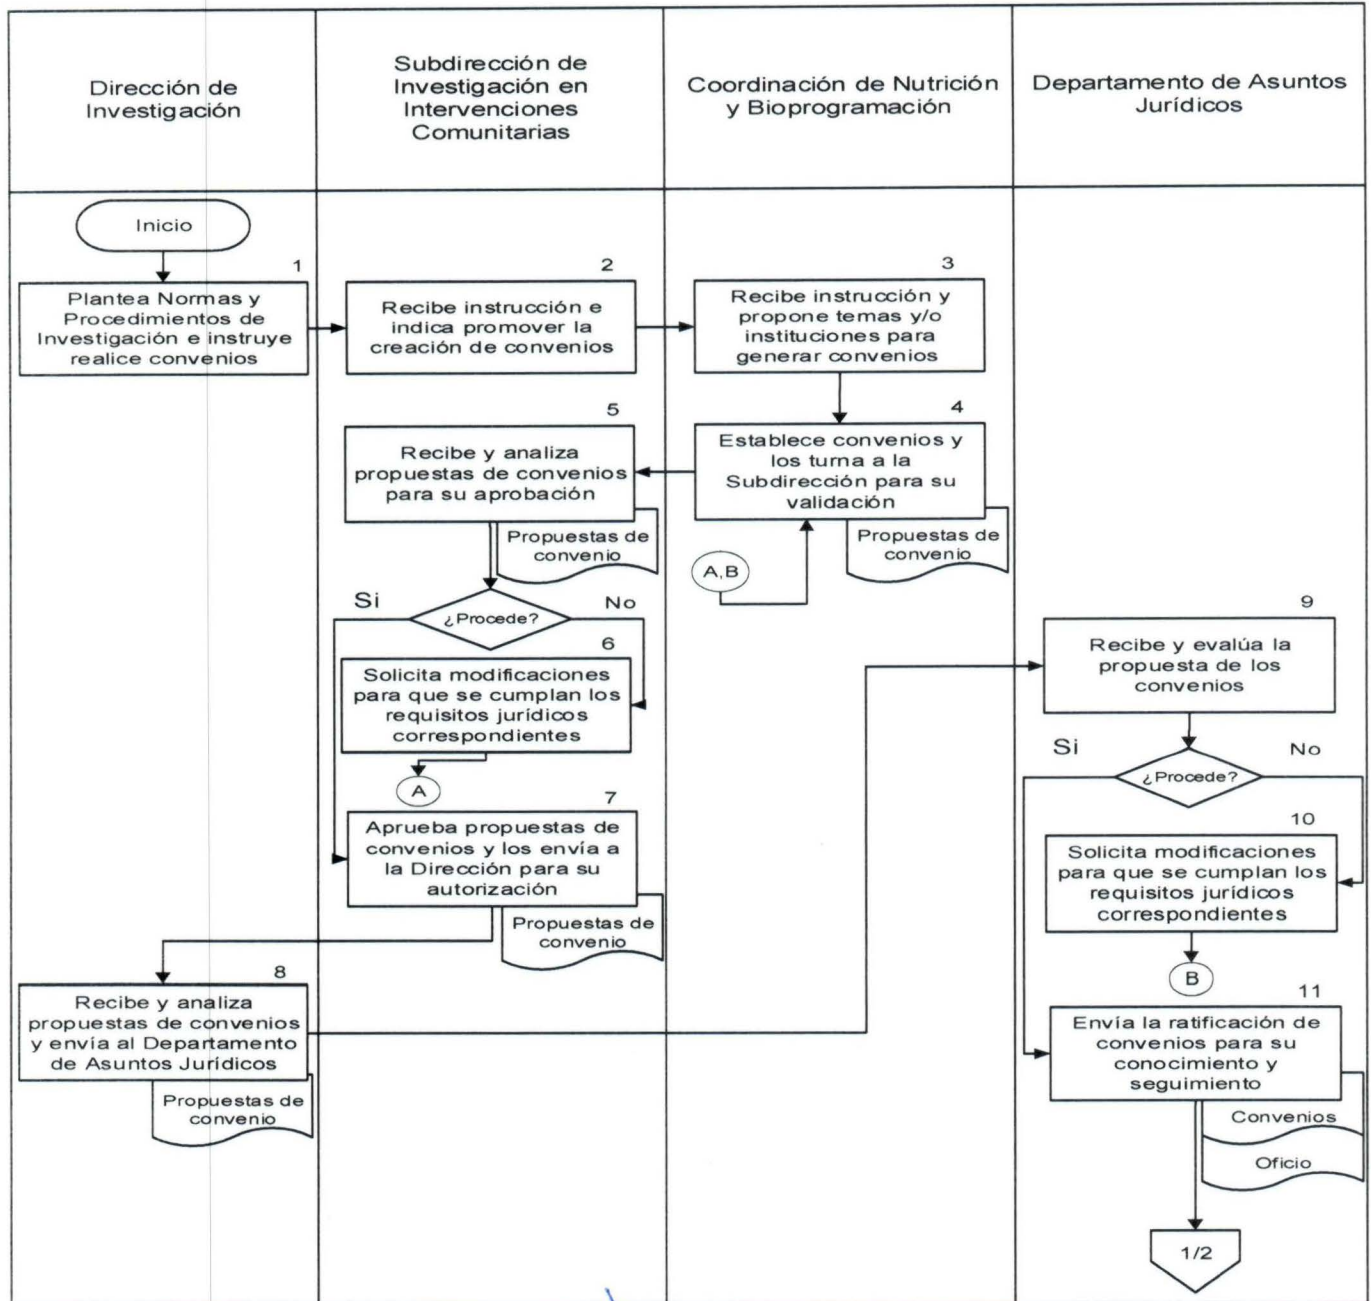 Dirección de
Investigación
Subdirección de
Investigación en
Intervenciones
Comunitarias
Coordinación de Nutrición
y Bioprogramación
Departamento de Asuntos
Jurídicos
Inicio
1
Plantea Normas y
Procedimientos de
Investigación e instruye
realice convenios
2
Recibe instrucción e
indica promover la
creación de convenios
3
Recibe instrucción y
propone temas y/o
instituciones para
generar convenios
4
Establece convenios y
los turna a la
Subdirección para su
validación
Propuestas de
convenio
A,B
5
Recibe y analiza
propuestas de convenios
para su aprobación
Propuestas de
convenio
Si
¿Procede?
No
6
Solicita modificaciones
para que se cumplan los
requisitos jurídicos
correspondientes
A
7
Aprueba propuestas de
convenios y los envía a
la Dirección para su
autorización
Propuestas de
convenio
8
Recibe y analiza
propuestas de convenios
y envía al Departamento
de Asuntos Jurídicos
Propuestas de
convenio
9
Recibe y evalúa la
propuesta de los
convenios
Si
¿Procede?
No
10
Solicita modificaciones
para que se cumplan los
requisitos jurídicos
correspondientes
B
11
Envía la ratificación de
convenios para su
conocimiento y
seguimiento
Convenios
Oficio
1/2